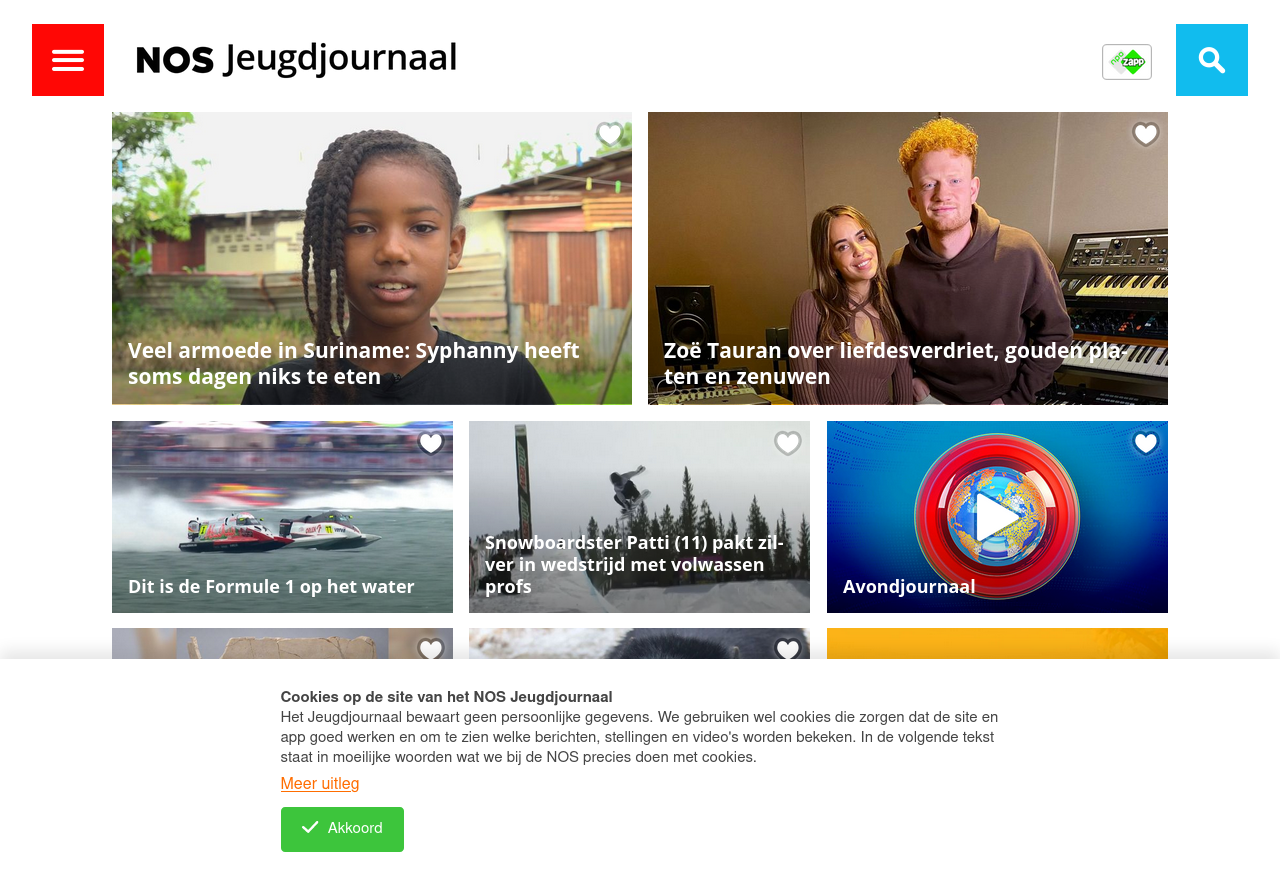 NOS Jeugdjournaal
zapp
Veel armoede in Suriname: Syphanny heeft
soms dagen niks te eten
Zoë Tauran over liefdesverdriet, gouden pla-
ten en zenuwen
Dit is de Formule 1 op het water
Snowboardster Patti (11) pakt zil-
ver in wedstrijd met volwassen
profs
Avondjournaal
Cookies op de site van het NOS Jeugdjournaal
Het Jeugdjournaal bewaart geen persoonlijke gegevens. We gebruiken wel cookies die zorgen dat de site en
app goed werken en om te zien welke berichten, stellingen en video's worden bekeken. In de volgende tekst
staat in moeilijke woorden wat we bij de NOS precies doen met cookies.
Meer uitleg
Akkoord